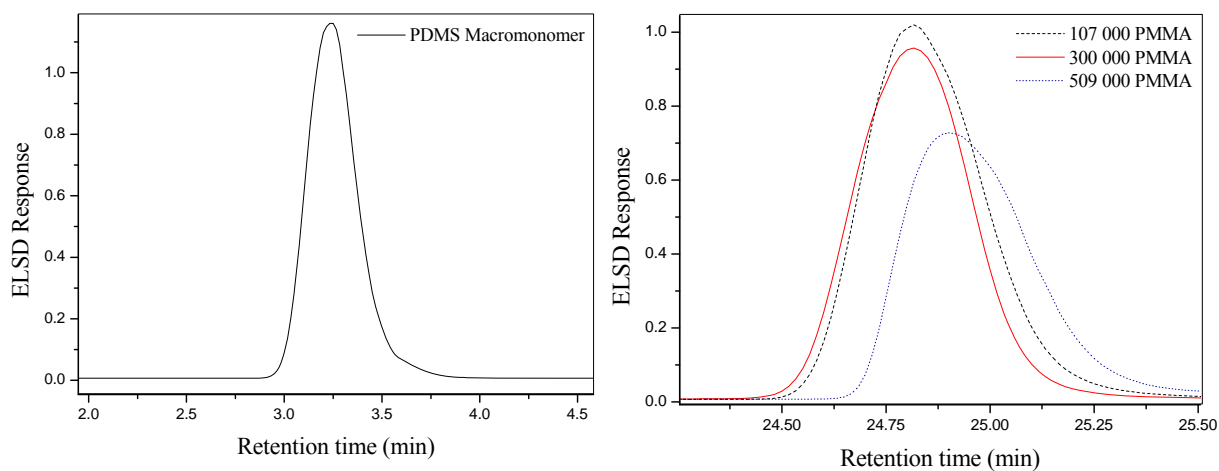 PDMS Macromonomer
ELSD Response
1.0
0.8
0.6
0.4
0.2
0.0
2.0 2.5 3.0 3.5 4.0 4.5
Retention time (min)
107 000 PMMA
300 000 PMMA
509 000 PMMA
ELSD Response
1.0
0.8
0.6
0.4
0.2
0.0
24.50 24.75 25.00 25.25 25.50
Retention time (min)